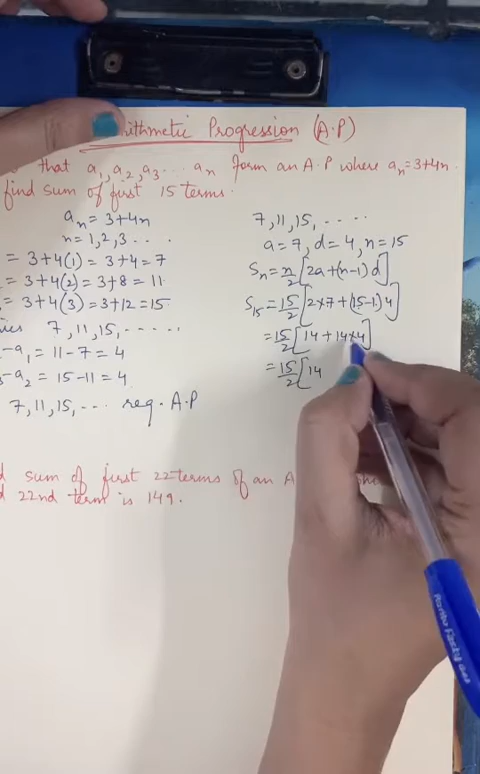 ithmetic Progression (A.P)
that a₁, a₂, a₃ .... aₙ form an A.P where aₙ=3+4n.
find sum of first 15 terms.
aₙ = 3+4n
n = 1, 2, 3 ....
= 3+4(1) = 3+4 = 7
= 3+4(2) = 3+8 = 11
= 3+4(3) = 3+12 = 15
7, 11, 15, .....
-a₁ = 11-7 = 4
-a₂ = 15-11 = 4
7, 11, 15, .... req. A.P
7, 11, 15, .....
a = 7, d = 4, n = 15
Sₙ = n/2 [2a+(n-1)d]
S₁₅ = 15/2 [2×7+(15-1)4]
= 15/2 [14+14×4]
= 15/2 [14
sum of first 22 terms of an A
22nd term is 149.